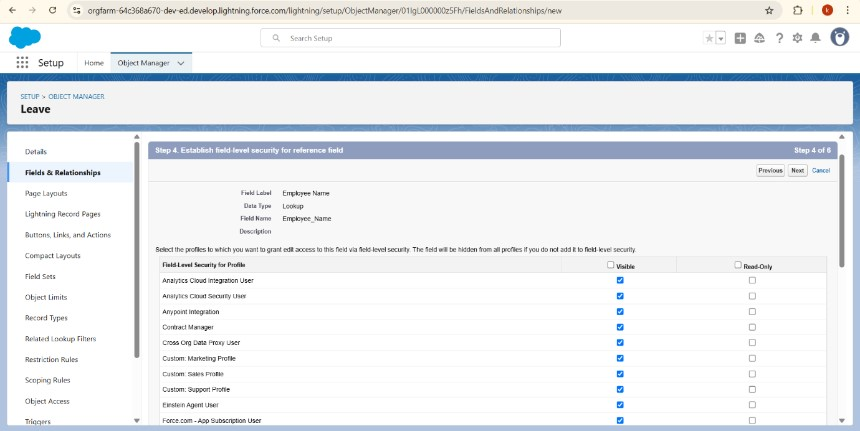 orgfarm-64c368a670-dev-ed.develop.lightning.force.com/lightning/setup/ObjectManager/01IgL000000z5Fh/FieldsAndRelationships/new
k
Search Setup
Setup
Home
Object Manager
SETUP > OBJECT MANAGER
Leave
Details
Fields & Relationships
Page Layouts
Lightning Record Pages
Buttons, Links, and Actions
Compact Layouts
Field Sets
Object Limits
Record Types
Related Lookup Filters
Restriction Rules
Scoping Rules
Object Access
Triggers
Step 4. Establish field-level security for reference field Step 4 of 6
Previous Next Cancel
Field Label Employee Name
Data Type Lookup
Field Name Employee_Name
Description
Select the profiles to which you want to grant edit access to this field via field-level security. The field will be hidden from all profiles if you do not add it to field-level security.
Field-Level Security for Profile Visible Read-Only
Analytics Cloud Integration User
Analytics Cloud Security User
Anypoint Integration
Contract Manager
Cross Org Data Proxy User
Custom: Marketing Profile
Custom: Sales Profile
Custom: Support Profile
Einstein Agent User
Force.com - App Subscription User